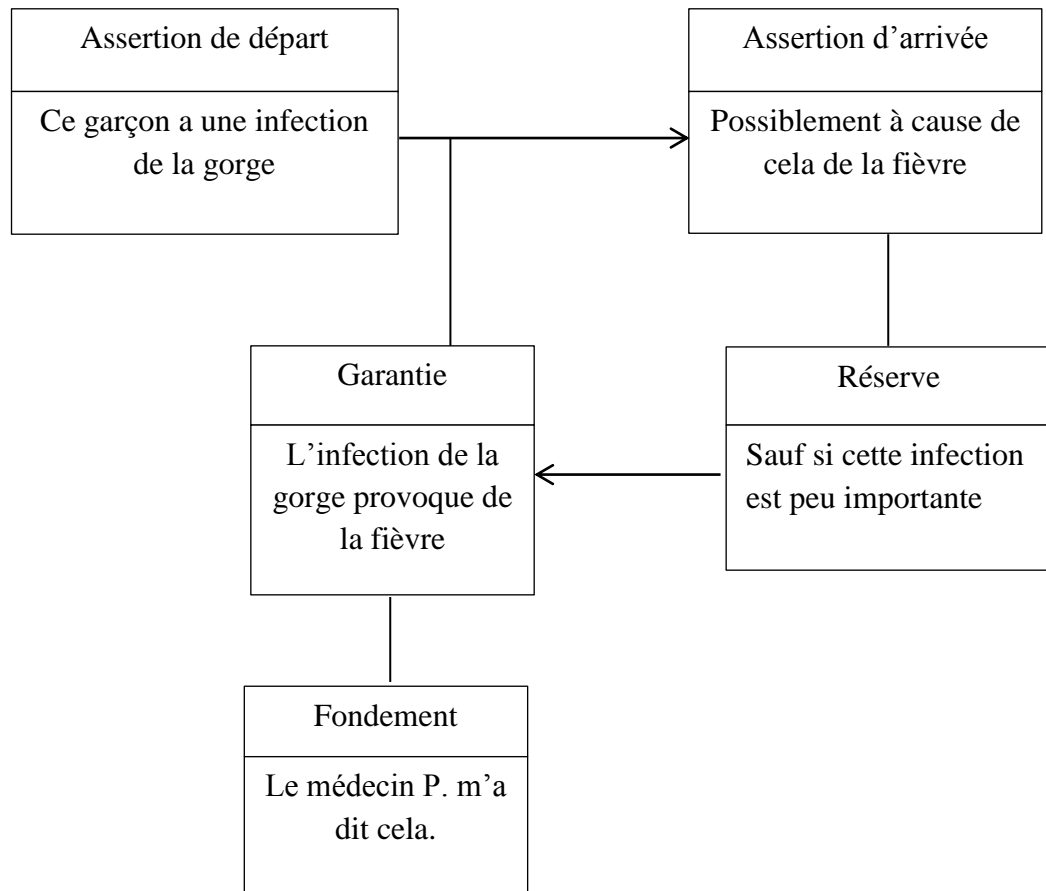 Assertion de départ
Ce garçon a une infection
de la gorge
Assertion d’arrivée
Possiblement à cause de
cela de la fièvre
Garantie
L’infection de la
gorge provoque de
la fièvre
Réserve
Sauf si cette infection
est peu importante
Fondement
Le médecin P. m’a
dit cela.